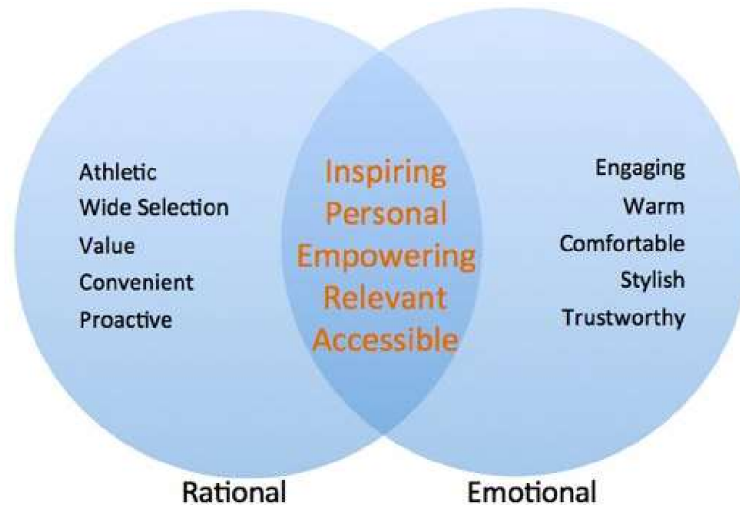 Athletic
Wide Selection
Value
Convenient
Proactive
Inspiring
Personal
Empowering
Relevant
Accessible
Engaging
Warm
Comfortable
Stylish
Trustworthy
Rational
Emotional